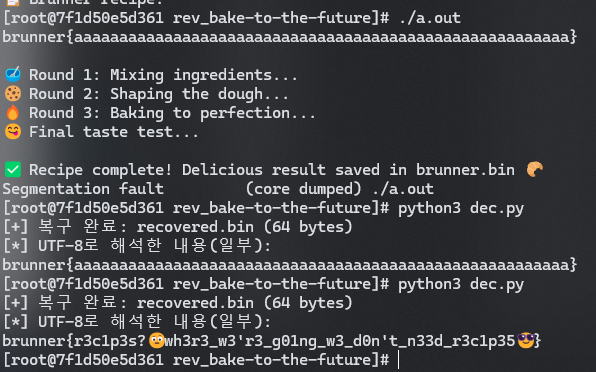 brunner recipe:
[root@7f1d50e5d361 rev_bake-to-the-future]# ./a.out
brunner{aaaaaaaaaaaaaaaaaaaaaaaaaaaaaaaaaaaaaaaaaaaaaaaaaaaaaaa}
🥣 Round 1: Mixing ingredients...
🍪 Round 2: Shaping the dough...
🔥 Round 3: Baking to perfection...
😋 Final taste test...
✅ Recipe complete! Delicious result saved in brunner.bin 🥐
Segmentation fault (core dumped) ./a.out
[root@7f1d50e5d361 rev_bake-to-the-future]# python3 dec.py
[+] 복구 완료: recovered.bin (64 bytes)
[*] UTF-8로 해석한 내용(일부):
brunner{aaaaaaaaaaaaaaaaaaaaaaaaaaaaaaaaaaaaaaaaaaaaaaaaaaaaaaa}
[root@7f1d50e5d361 rev_bake-to-the-future]# python3 dec.py
[+] 복구 완료: recovered.bin (64 bytes)
[*] UTF-8로 해석한 내용(일부):
brunner{r3c1p3s?😳wh3r3_w3'r3_g01ng_w3_d0n't_n33d_r3c1p35😎}
[root@7f1d50e5d361 rev_bake-to-the-future]#